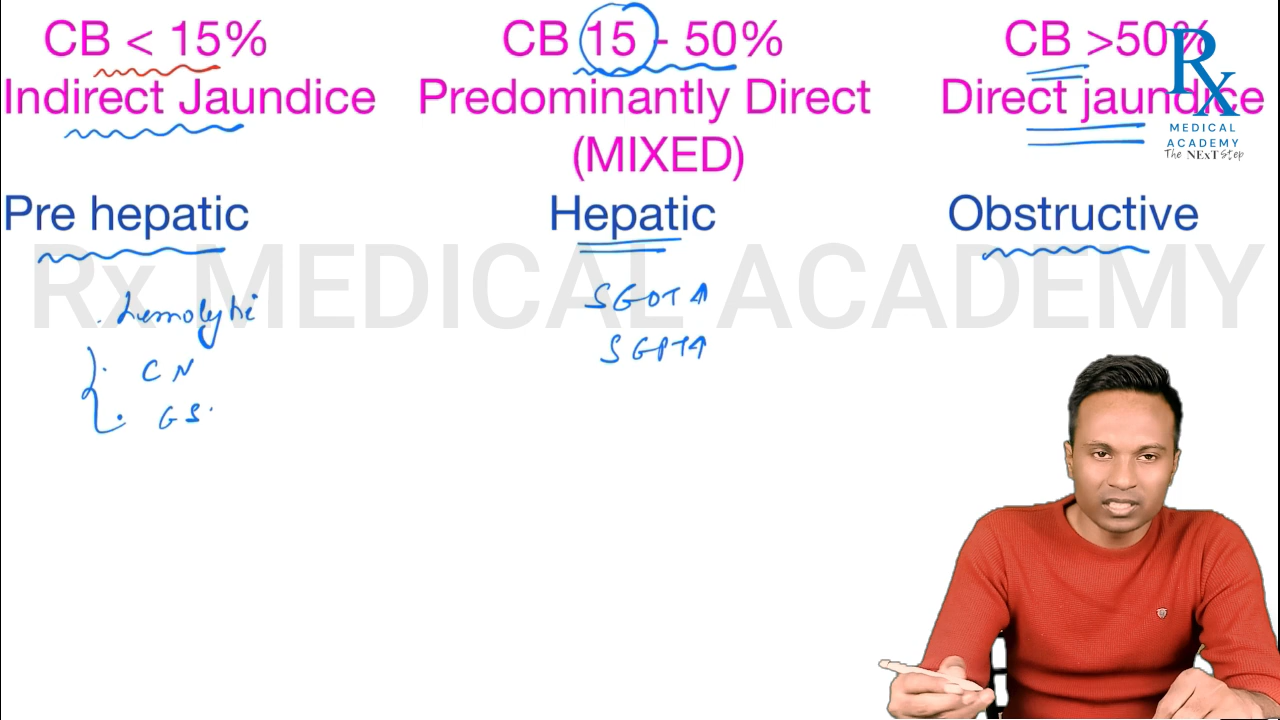 CB < 15%
Indirect Jaundice
Pre hepatic
CB 15 - 50%
Predominantly Direct
(MIXED)
Hepatic
CB >50%
Direct jaundice
Obstructive
Rx
MEDICAL
ACADEMY
The NExT Step
Rx MEDICAL ACADEMY
CN
GS
SGOT ↑
SGPT ↑